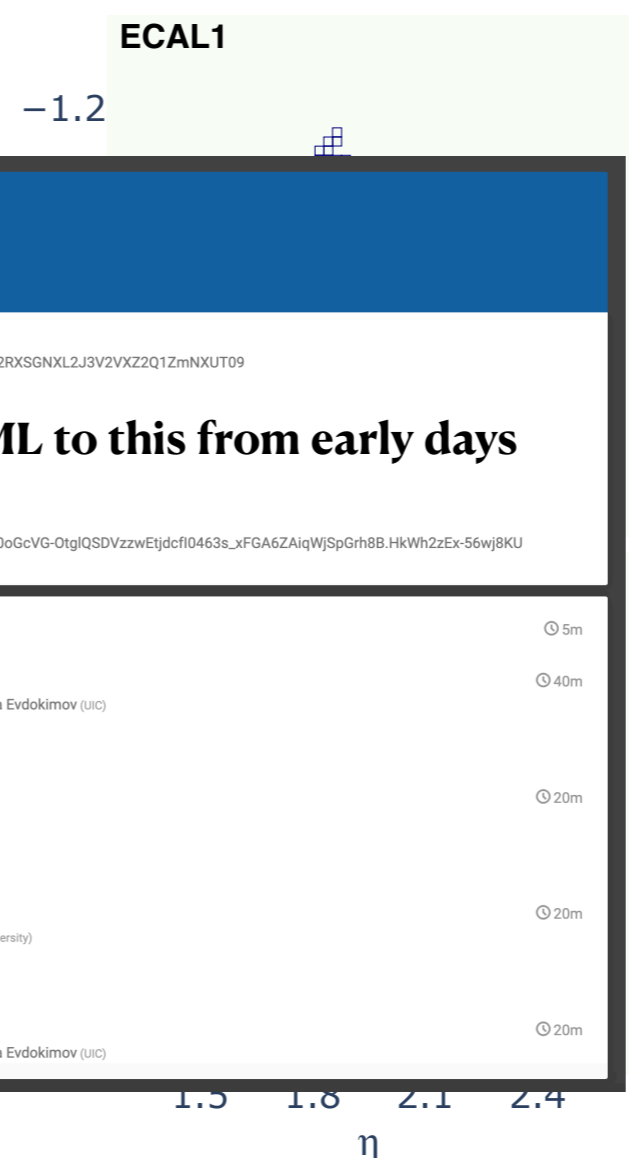 ECAL1
−1.2
2RXSGNXL2J3V2VXZ2Q1ZmNXUT09
ML to this from early days
0oGcVG-OtglQSDVzzwEtjdcfI0463s_xFGA6ZAiqWjSpGrh8B.HkWh2zEx-56wj8KU
5m
40m
Evdokimov (UIC)
20m
20m
ersity)
20m
Evdokimov (UIC)
1.5 1.8 2.1 2.4
η